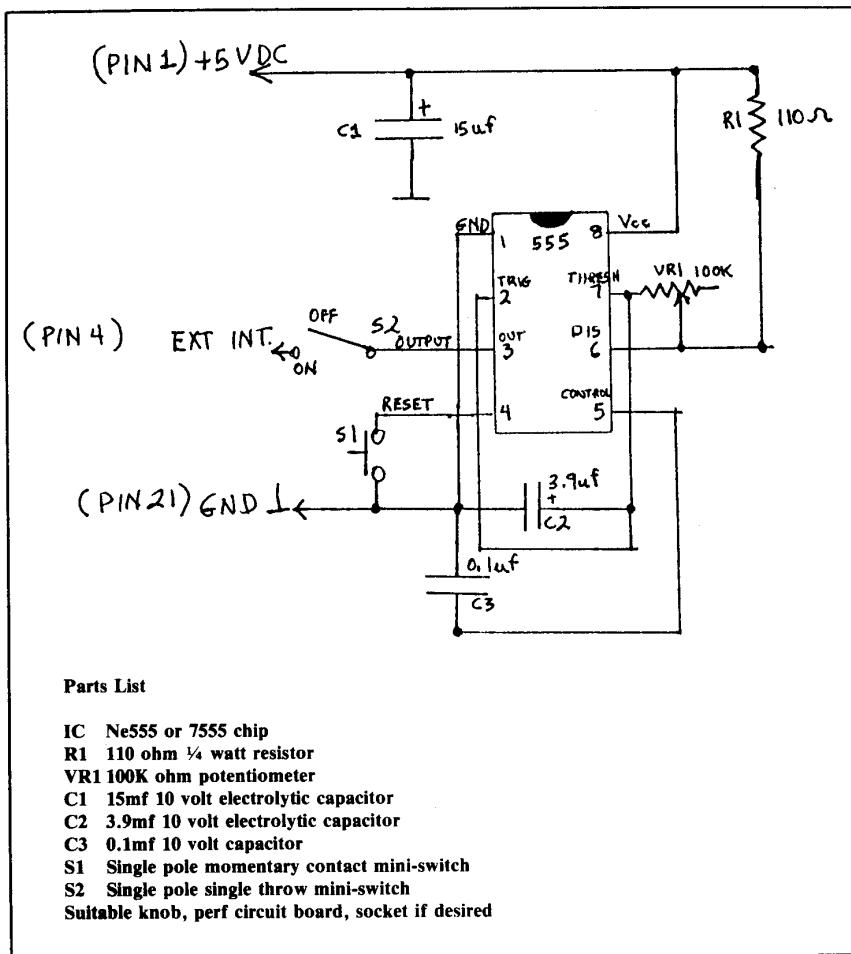 (PIN 1) +5 VDC
C1
+
15uf
R1
110 Ω
GND
1
555
8
Vcc
TRIG
2
THRESH
7
VR1 100K
(PIN 4)
EXT INT.
OFF
ON
S2
OUTPUT
OUT
3
DIS
6
RESET
4
CONTROL
5
S1
(PIN 21) GND
3.9uf
+
C2
0.1uf
C3
Parts List
IC Ne555 or 7555 chip
R1 110 ohm ¼ watt resistor
VR1 100K ohm potentiometer
C1 15mf 10 volt electrolytic capacitor
C2 3.9mf 10 volt electrolytic capacitor
C3 0.1mf 10 volt capacitor
S1 Single pole momentary contact mini-switch
S2 Single pole single throw mini-switch
Suitable knob, perf circuit board, socket if desired